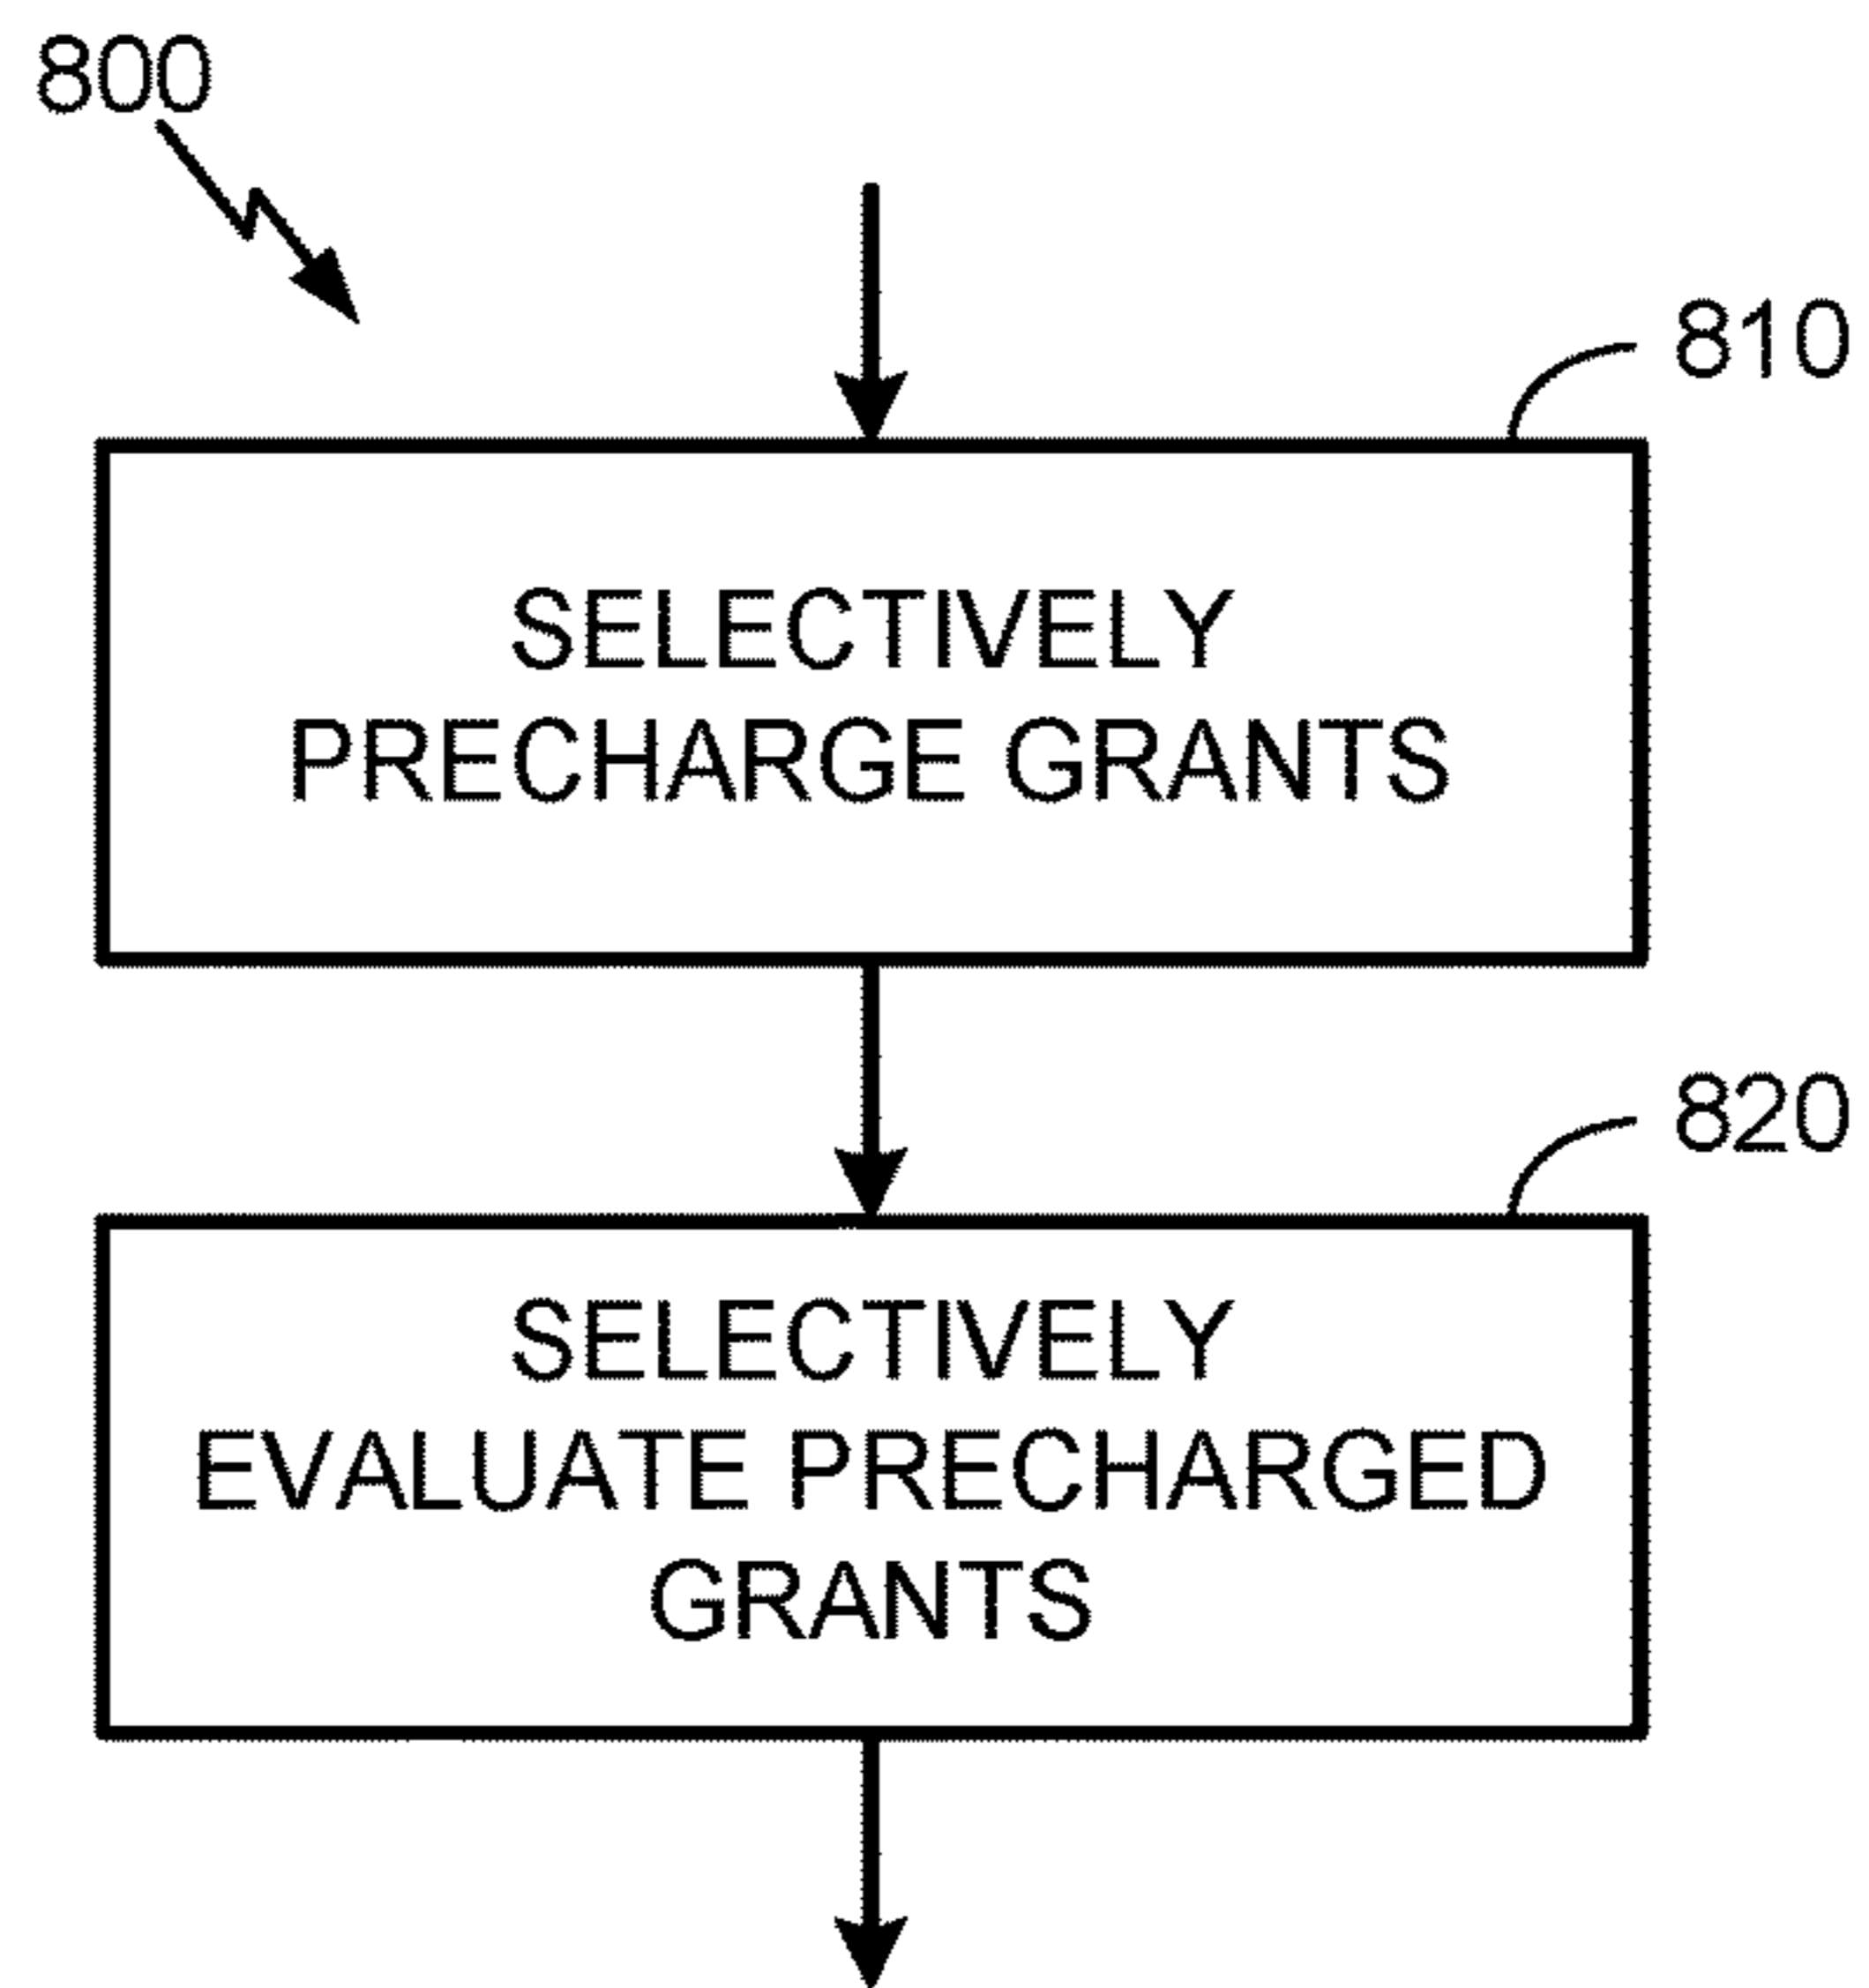 800
810
SELECTIVELY
PRECHARGE GRANTS
820
SELECTIVELY
EVALUATE PRECHARGED
GRANTS